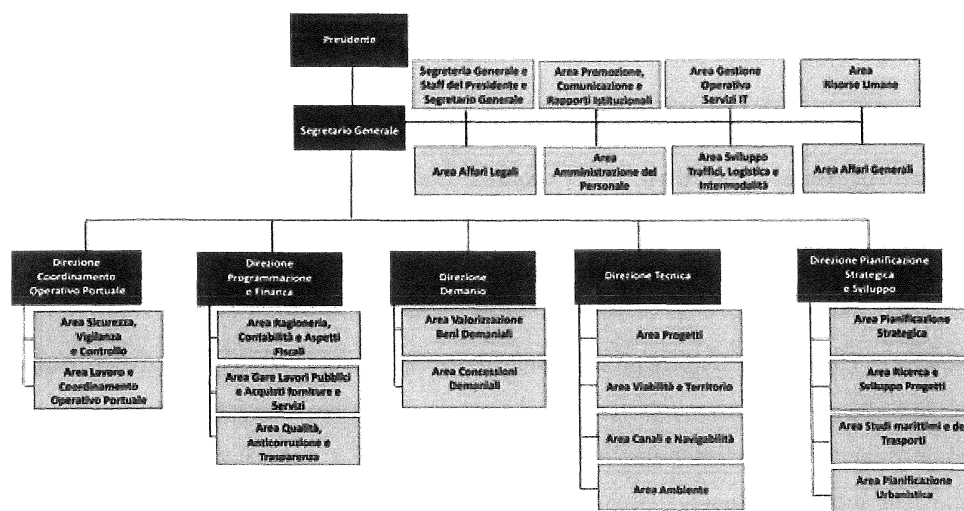 Presidente
Segreteria Generale e
Staff del Presidente e
Segretario Generale
Area Promozione,
Comunicazione e
Rapporti Istituzionali
Area Gestione
Operativa
Servizi IT
Area
Risorse Umane
Segretario Generale
Area Affari Legali
Area
Amministrazione del
Personale
Area Sviluppo
Traffici, Logistica e
Intermodalità
Area Affari Generali
Direzione
Coordinamento
Operativo Portuale
Area Sicurezza,
Vigilanza
e Controllo
Area Lavoro e
Coordinamento
Operativo Portuale
Direzione
Programmazione
e Finanza
Area Ragioneria,
Contabilità e Aspetti
Fiscali
Area Gare Lavori Pubblici
e Acquisti forniture e
Servizi
Area Qualità,
Anticorruzione e
Trasparenza
Direzione
Demanio
Area Valorizzazione
Beni Demaniali
Area Concessioni
Demaniali
Direzione Tecnica
Area Progetti
Area Viabilità e Territorio
Area Canali e Navigabilità
Area Ambiente
Direzione Pianificazione
Strategica
e Sviluppo
Area Pianificazione
Strategica
Area Ricerca e
Sviluppo Progetti
Area Studi marittimi e de
Trasporti
Area Pianificazione
Urbanistica